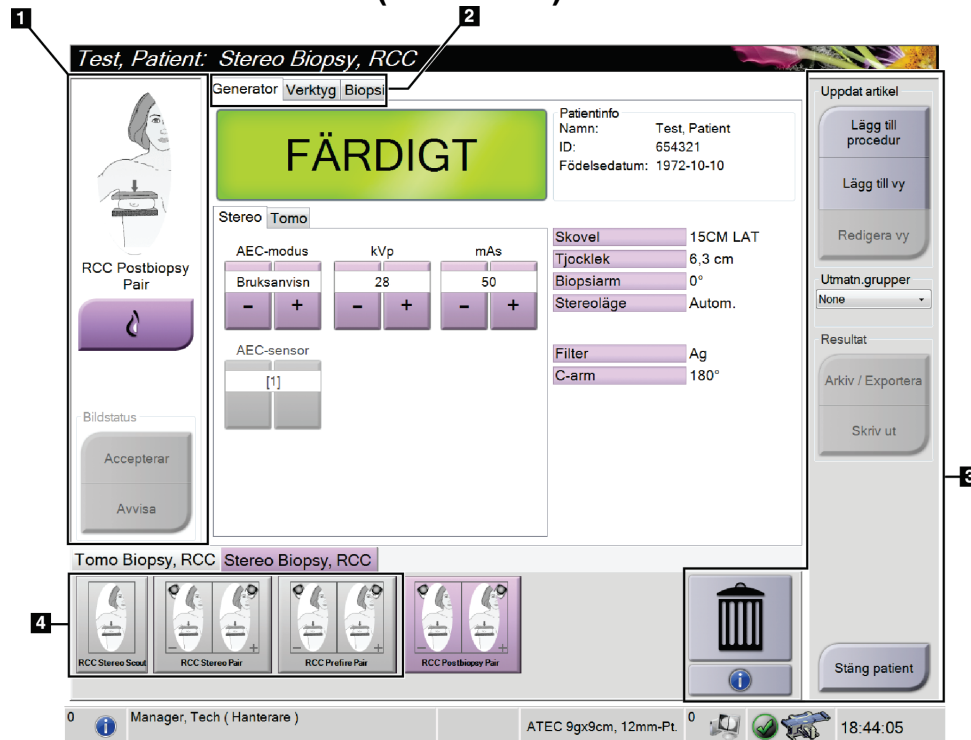 1
2
Test, Patient: Stereo Biopsy, RCC
Generator Verktyg Biopsi
FÄRDIGT
Patientinfo
Namn: Test, Patient
ID: 654321
Födelsedatum: 1972-10-10
Uppdat artikel
Lägg till
procedur
Lägg till vy
Redigera vy
Utmatn.grupper
None
Resultat
Arkiv / Exportera
Skriv ut
3
RCC Postbiopsy
Pair
Bildstatus
Accepterar
Avvisa
Stereo Tomo
AEC-modus kVp mAs
Bruksanvisn 28 50
- + - + - +
AEC-sensor
[1]
Skovel 15CM LAT
Tjocklek 6,3 cm
Biopsiarm 0°
Stereoläge Autom.
Filter Ag
C-arm 180°
Tomo Biopsy, RCC Stereo Biopsy, RCC
4
- + - + - +
RCC Stereo Scout RCC Stereo Pair RCC Prefire Pair RCC Postbiopsy Pair
Stäng patient
0 Manager, Tech ( Hanterare ) ATEC 9gx9cm, 12mm-Pt. 0 18:44:05